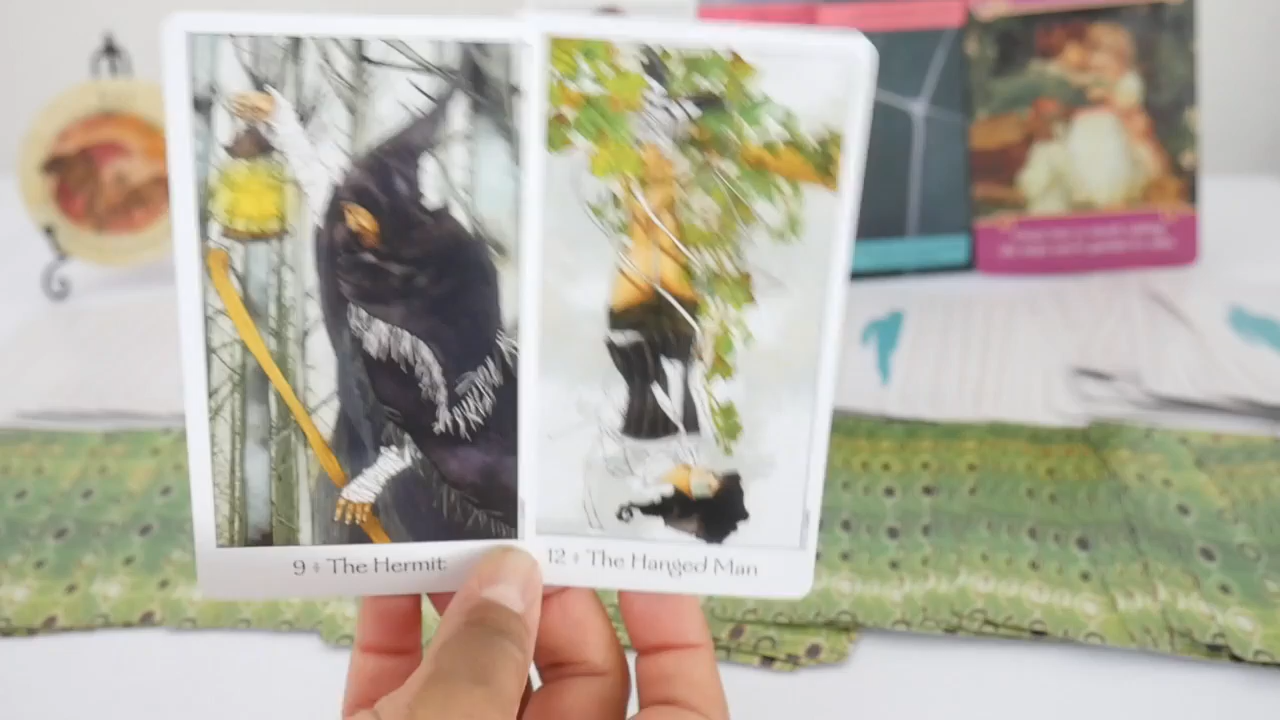 9 ÷ The Hermit
12 ÷ The Hanged Man